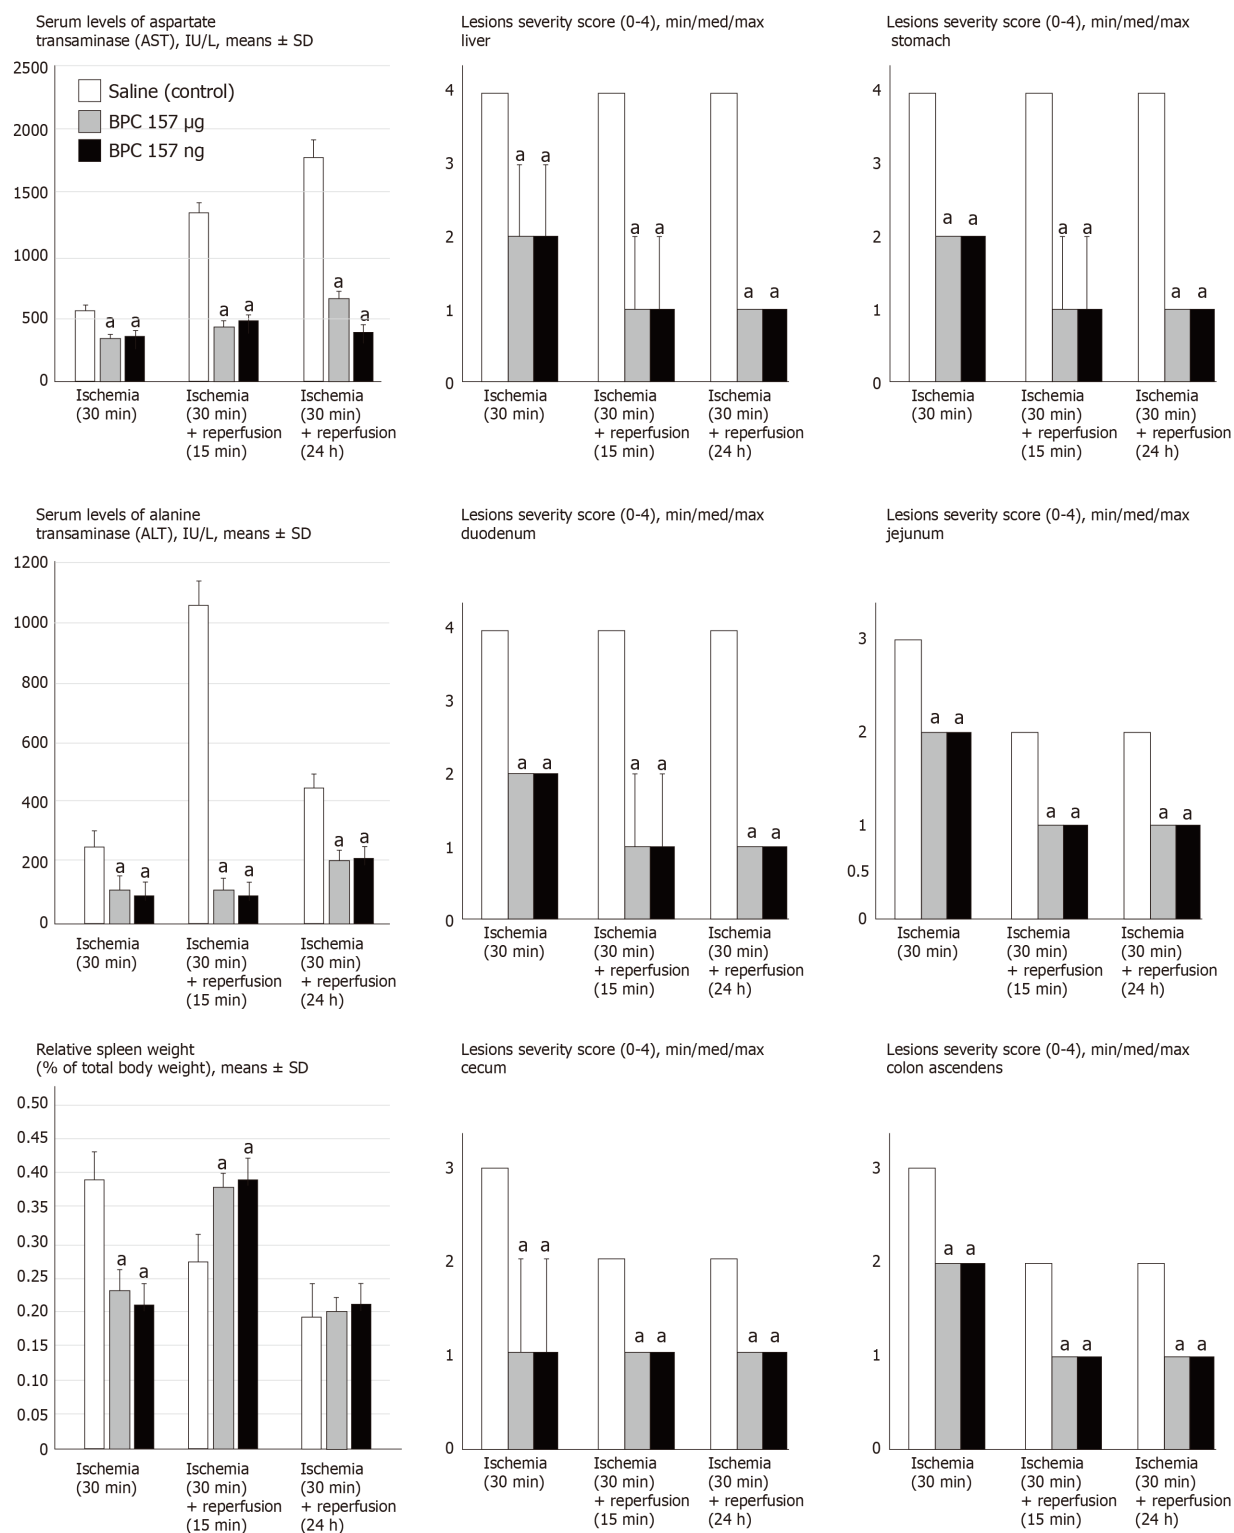 Serum levels of aspartate
transaminase (AST), IU/L, means ± SD
2500
2000
1500
1000
500
0
Saline (control)
BPC 157 µg
BPC 157 ng
a a
a a
a
a
Ischemia
(30 min)
Ischemia
(30 min)
+ reperfusion
(15 min)
Ischemia
(30 min)
+ reperfusion
(24 h)
Lesions severity score (0-4), min/med/max
liver
4
3
2
1
0
a a
a a
a a
Ischemia
(30 min)
Ischemia
(30 min)
+ reperfusion
(15 min)
Ischemia
(30 min)
+ reperfusion
(24 h)
Lesions severity score (0-4), min/med/max
stomach
4
3
2
1
0
a a
a a
a a
Ischemia
(30 min)
Ischemia
(30 min)
+ reperfusion
(15 min)
Ischemia
(30 min)
+ reperfusion
(24 h)
Serum levels of alanine
transaminase (ALT), IU/L, means ± SD
1200
1000
800
600
400
200
0
a a
a a
a a
Ischemia
(30 min)
Ischemia
(30 min)
+ reperfusion
(15 min)
Ischemia
(30 min)
+ reperfusion
(24 h)
Lesions severity score (0-4), min/med/max
duodenum
4
3
2
1
0
a a
a a
a a
Ischemia
(30 min)
Ischemia
(30 min)
+ reperfusion
(15 min)
Ischemia
(30 min)
+ reperfusion
(24 h)
Lesions severity score (0-4), min/med/max
jejunum
3
2
1
0.5
0
a a
a a
a a
Ischemia
(30 min)
Ischemia
(30 min)
+ reperfusion
(15 min)
Ischemia
(30 min)
+ reperfusion
(24 h)
Relative spleen weight
(% of total body weight), means ± SD
0.50
0.45
0.40
0.35
0.30
0.25
0.20
0.15
0.10
0.05
0
a a
a a
Ischemia
(30 min)
Ischemia
(30 min)
+ reperfusion
(15 min)
Ischemia
(30 min)
+ reperfusion
(24 h)
Lesions severity score (0-4), min/med/max
cecum
3
2
1
0
a a
a a
a a
Ischemia
(30 min)
Ischemia
(30 min)
+ reperfusion
(15 min)
Ischemia
(30 min)
+ reperfusion
(24 h)
Lesions severity score (0-4), min/med/max
colon ascendens
3
2
1
0
a a
a a
a a
Ischemia
(30 min)
Ischemia
(30 min)
+ reperfusion
(15 min)
Ischemia
(30 min)
+ reperfusion
(24 h)